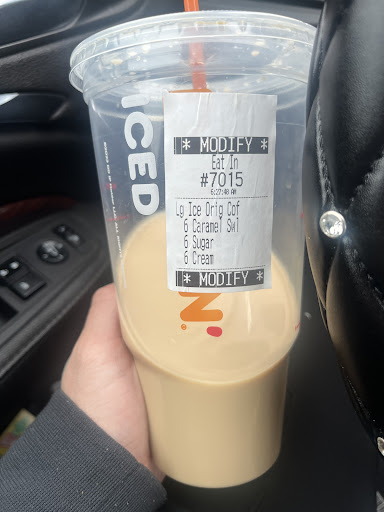 ICED
* MODIFY *
Eat In
#7015
6:27:48 AM
Lg Ice Orig Cof
6 Caramel Swl
6 Sugar
6 Cream
* MODIFY *
N'